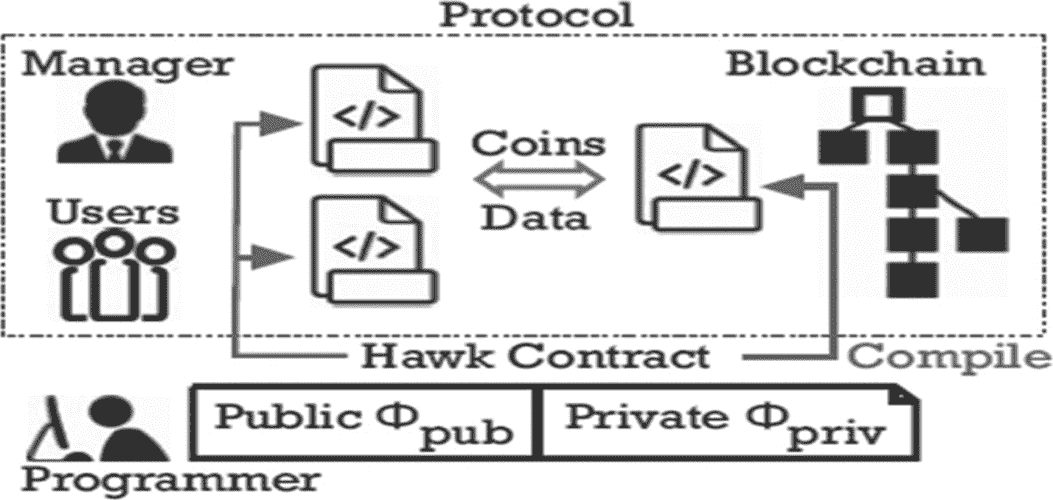 Protocol
Manager
Blockchain
</>
Coins
</>
Users
Data
</>
Hawk Contract
Compile
Public Φpub
Private Φpriv
Programmer